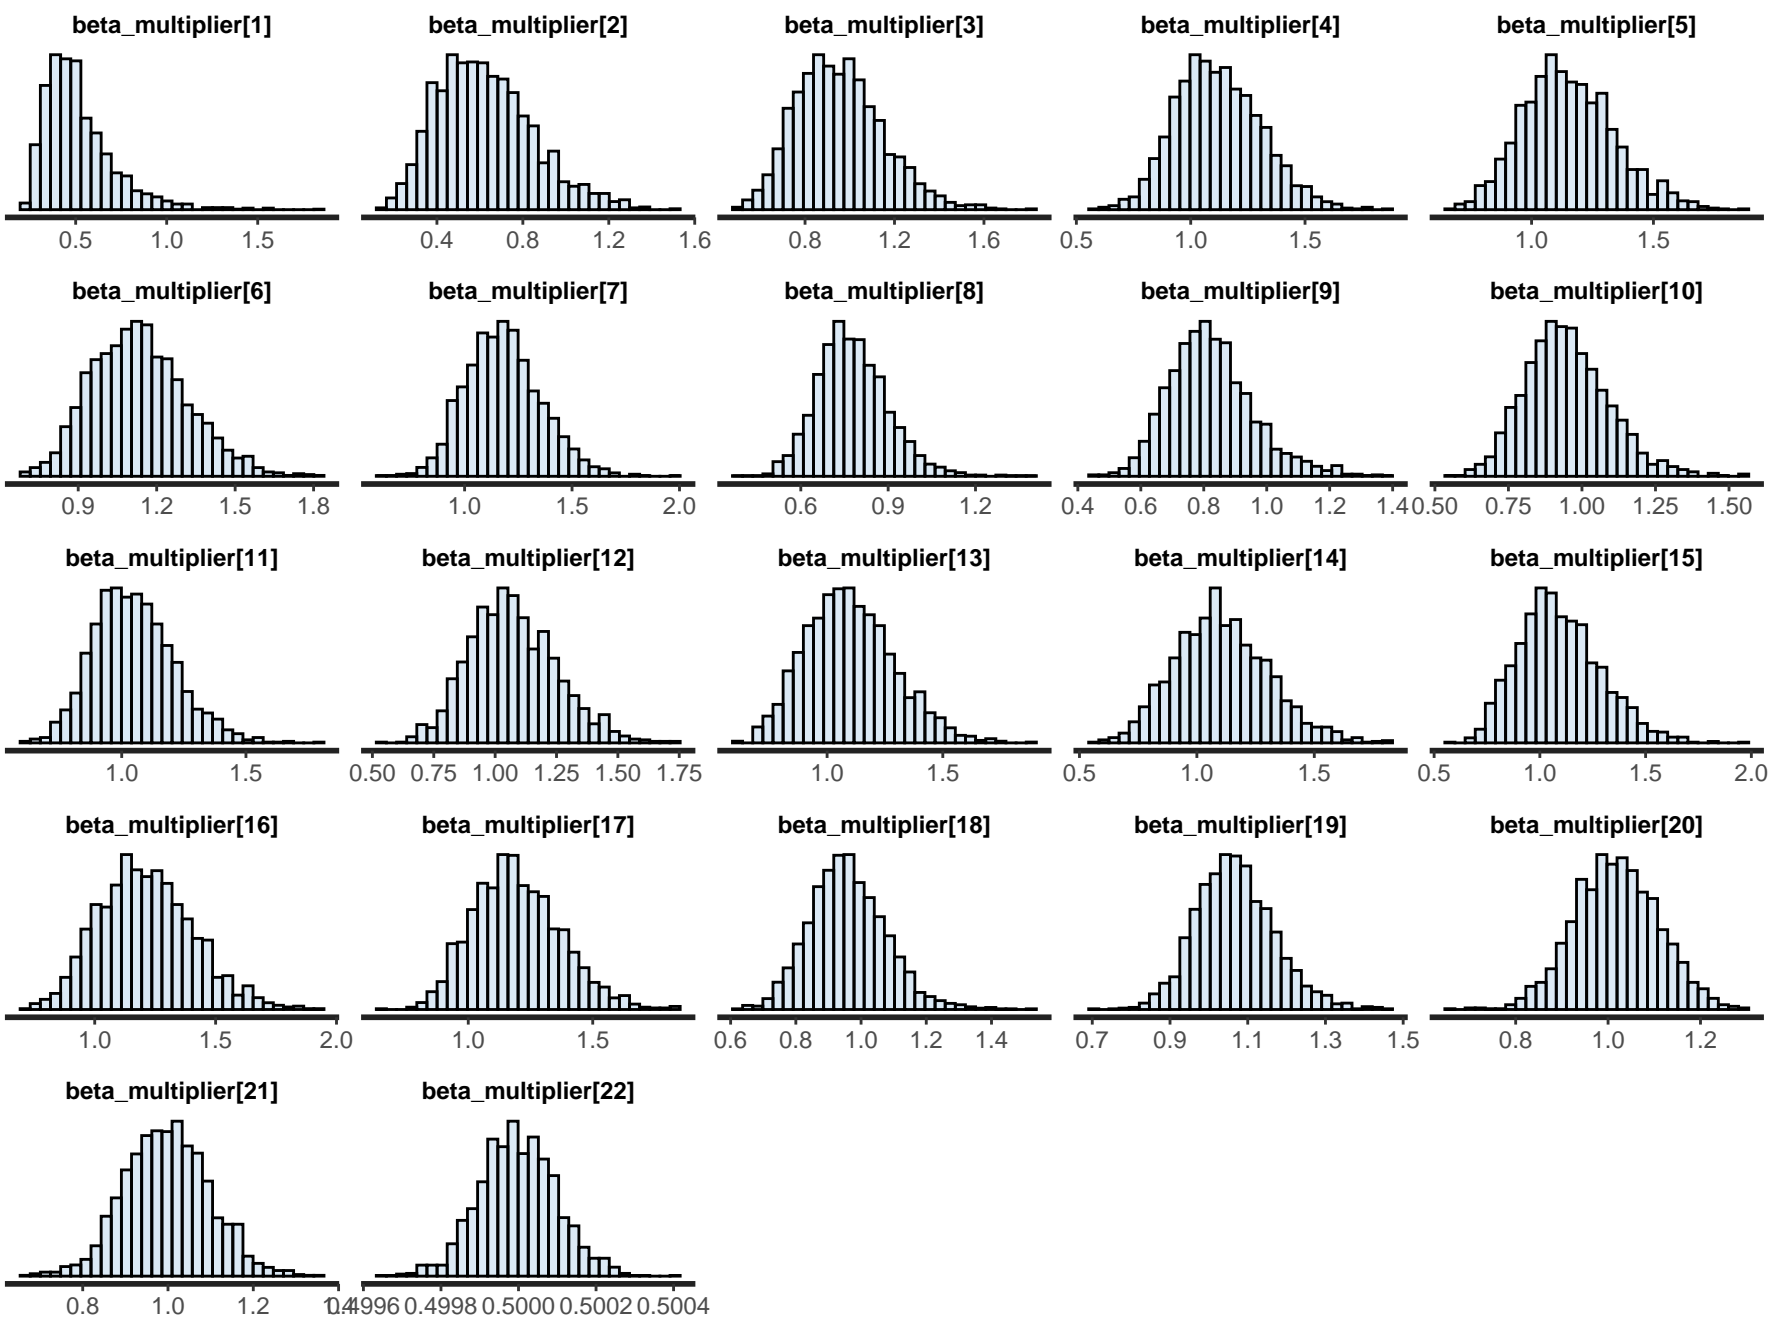 beta_multiplier[1] beta_multiplier[2] beta_multiplier[3] beta_multiplier[4] beta_multiplier[5]
0.5 1.0 1.5 0.4 0.8 1.2 1.6 0.8 1.2 1.6 0.5 1.0 1.5 1.0 1.5
beta_multiplier[6] beta_multiplier[7] beta_multiplier[8] beta_multiplier[9] beta_multiplier[10]
0.9 1.2 1.5 1.8 1.0 1.5 2.0 0.6 0.9 1.2 0.4 0.6 0.8 1.0 1.2 1.4 0.50 0.75 1.00 1.25 1.50
beta_multiplier[11] beta_multiplier[12] beta_multiplier[13] beta_multiplier[14] beta_multiplier[15]
1.0 1.5 0.50 0.75 1.00 1.25 1.50 1.75 1.0 1.5 0.5 1.0 1.5 0.5 1.0 1.5 2.0
beta_multiplier[16] beta_multiplier[17] beta_multiplier[18] beta_multiplier[19] beta_multiplier[20]
1.0 1.5 2.0 1.0 1.5 0.6 0.8 1.0 1.2 1.4 0.7 0.9 1.1 1.3 1.5 0.8 1.0 1.2
beta_multiplier[21] beta_multiplier[22]
0.8 1.0 1.2 1.4 0.4996 0.4998 0.5000 0.5002 0.5004